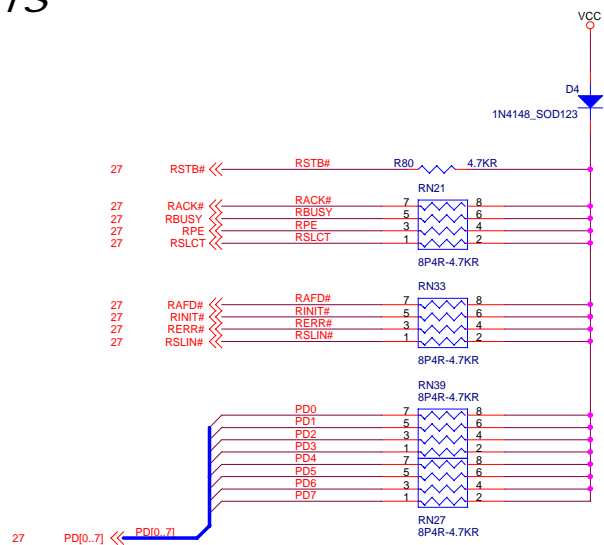 VCC
D4
1N4148_SOD123
27 RSTB# RSTB# R80 4.7KR
RN21
27 RACK# RACK# 7 8
27 RBUSY RBUSY 5 6
27 RPE RPE 3 4
27 RSLCT RSLCT 1 2
8P4R-4.7KR
RN33
27 RAFD# RAFD# 7 8
27 RINIT# RINIT# 5 6
27 RERR# RERR# 3 4
27 RSLIN# RSLIN# 1 2
8P4R-4.7KR
RN39
8P4R-4.7KR
PD0 7 8
PD1 5 6
PD2 3 4
PD3 1 2
PD4 7 8
PD5 5 6
PD6 3 4
PD7 1 2
RN27
8P4R-4.7KR
27 PD[0..7] PD[0..7]